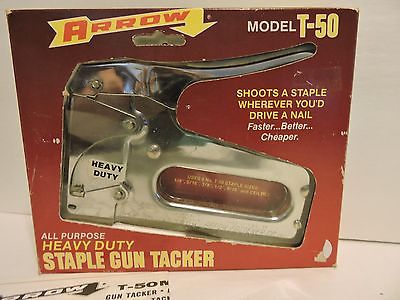 ARROW
MODEL T-50
SHOOTS A STAPLE
WHEREVER YOU'D
DRIVE A NAIL
Faster...Better...
Cheaper.
HEAVY
DUTY
ALL PURPOSE
HEAVY DUTY
STAPLE GUN TACKER
ARROW T-50
GUN TACKER